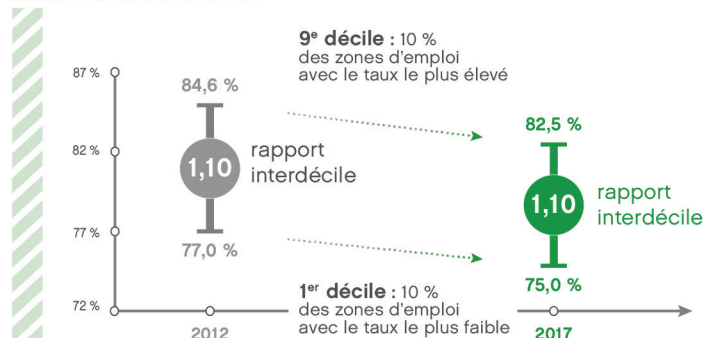 9e décile : 10 %
des zones d'emploi
avec le taux le plus élevé
87 %
84,6 %
82,5 %
82 %
1,10
rapport
interdécile
1,10
rapport
interdécile
77 %
77,0 %
75,0 %
72 %
1er décile : 10 %
des zones d'emploi
avec le taux le plus faible
2012
2017